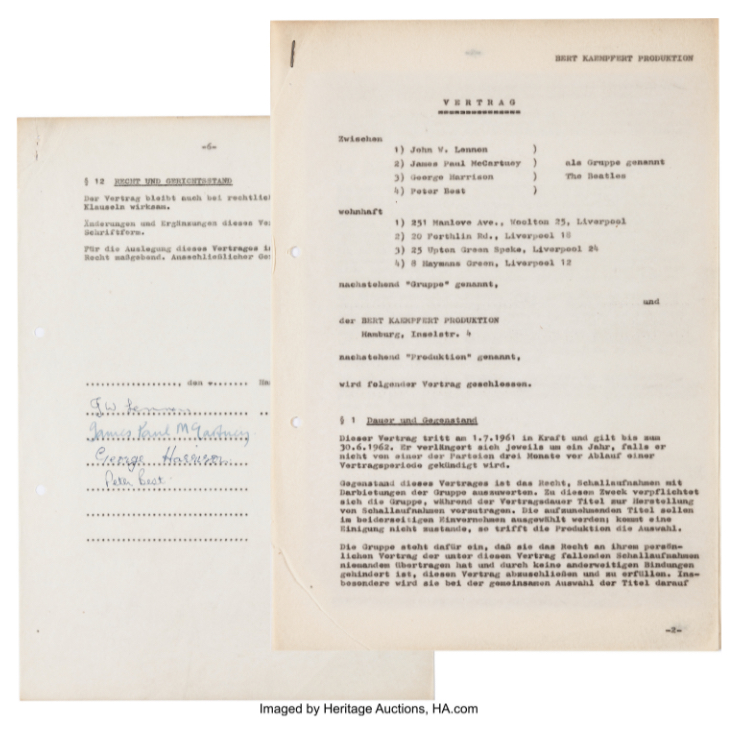 BERT KAEMPFERT PRODUKTION
VERTRAG
Zwischen
1) John W. Lennon )
2) James Paul McCartney ) als Gruppe genannt
3) George Harrison ) The Beatles
4) Peter Best )
wohnhaft
1) 251 Manlove Ave., Woolton 25, Liverpool
2) 20 Forthlin Rd., Liverpool 18
3) 25 Upton Green Speke, Liverpool 24
4) 8 Haymans Green, Liverpool 12
nachstehend "Gruppe" genannt,
und
der BERT KAEMPFERT PRODUKTION
Hamburg, Inselstr. 4
nachstehend "Produktion" genannt,
wird folgender Vertrag geschlossen.
§ 1 Dauer und Gegenstand
Dieser Vertrag tritt am 1.7.1961 in Kraft und gilt bis zum
30.6.1962. Er verlängert sich jeweils um ein Jahr, falls er
nicht von einer der Parteien drei Monate vor Ablauf einer
Vertragsperiode gekündigt wird.
Gegenstand dieses Vertrages ist das Recht, Schallaufnahmen mit
Darbietungen der Gruppe auszuwerten. Zu diesem Zweck verpflichtet
sich die Gruppe, während der Vertragsdauer Titel zur Herstellung
von Schallaufnahmen vorzutragen. Die aufzunehmenden Titel sollen
im beiderseitigen Einvernehmen ausgewählt werden; kommt eine
Einigung nicht zustande, so trifft die Produktion die Auswahl.
Die Gruppe steht dafür ein, daß sie das Recht an ihrem persön-
lichen Vortrag der unter diesen Vertrag fallenden Schallaufnahmen
niemandem übertragen hat und durch keine anderweitigen Bindungen
gehindert ist, diesen Vertrag abzuschließen und zu erfüllen. Ins-
besondere wird sie bei der gemeinsamen Auswahl der Titel darauf
-2-
-6-
§ 12 RECHT UND GERICHTSSTAND
Der Vertrag bleibt auch bei rechtlic
Klauseln wirksam.
Änderungen und Ergänzungen dieses Ve
Schriftform.
Für die Auslegung dieses Vertrages i
Recht maßgebend. Ausschließlicher Ge
, den Ham
JW Lennon
James Paul McCartney
George Harrison
Peter Best
Imaged by Heritage Auctions, HA.com